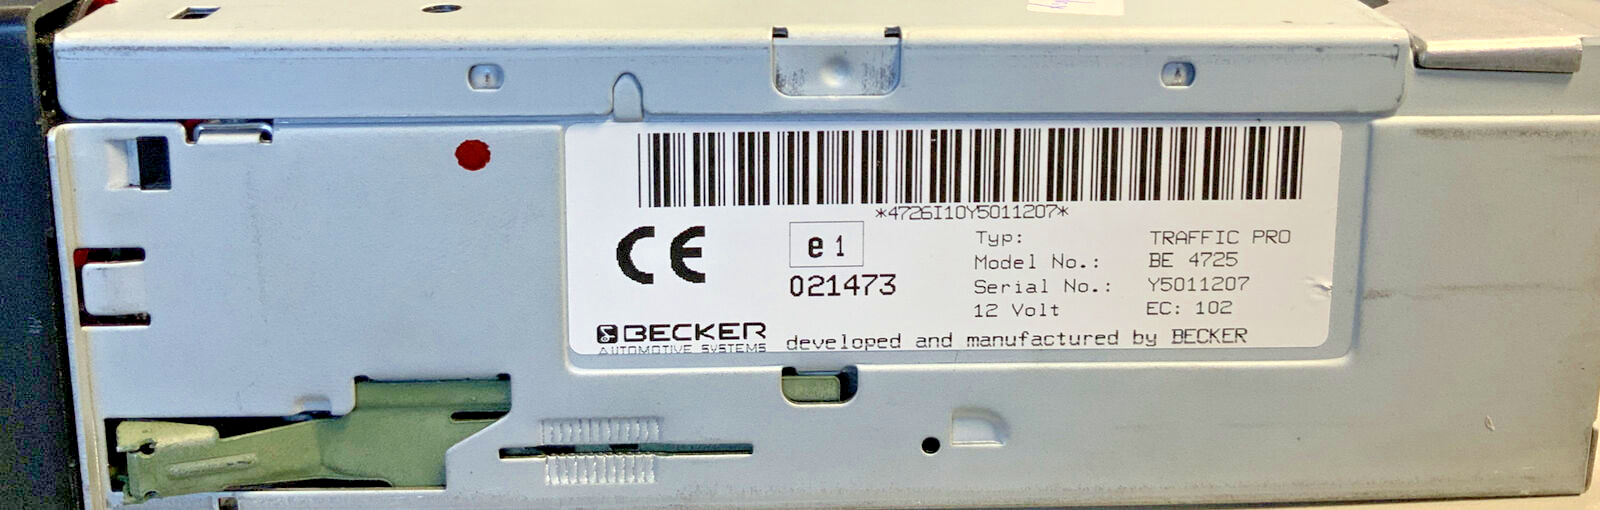 *4726I10Y5011207*
CE
e1
021473
Typ: TRAFFIC PRO
Model No.: BE 4725
Serial No.: Y5011207
12 Volt EC: 102
BECKER
AUTOMOTIVE SYSTEMS
developed and manufactured by BECKER